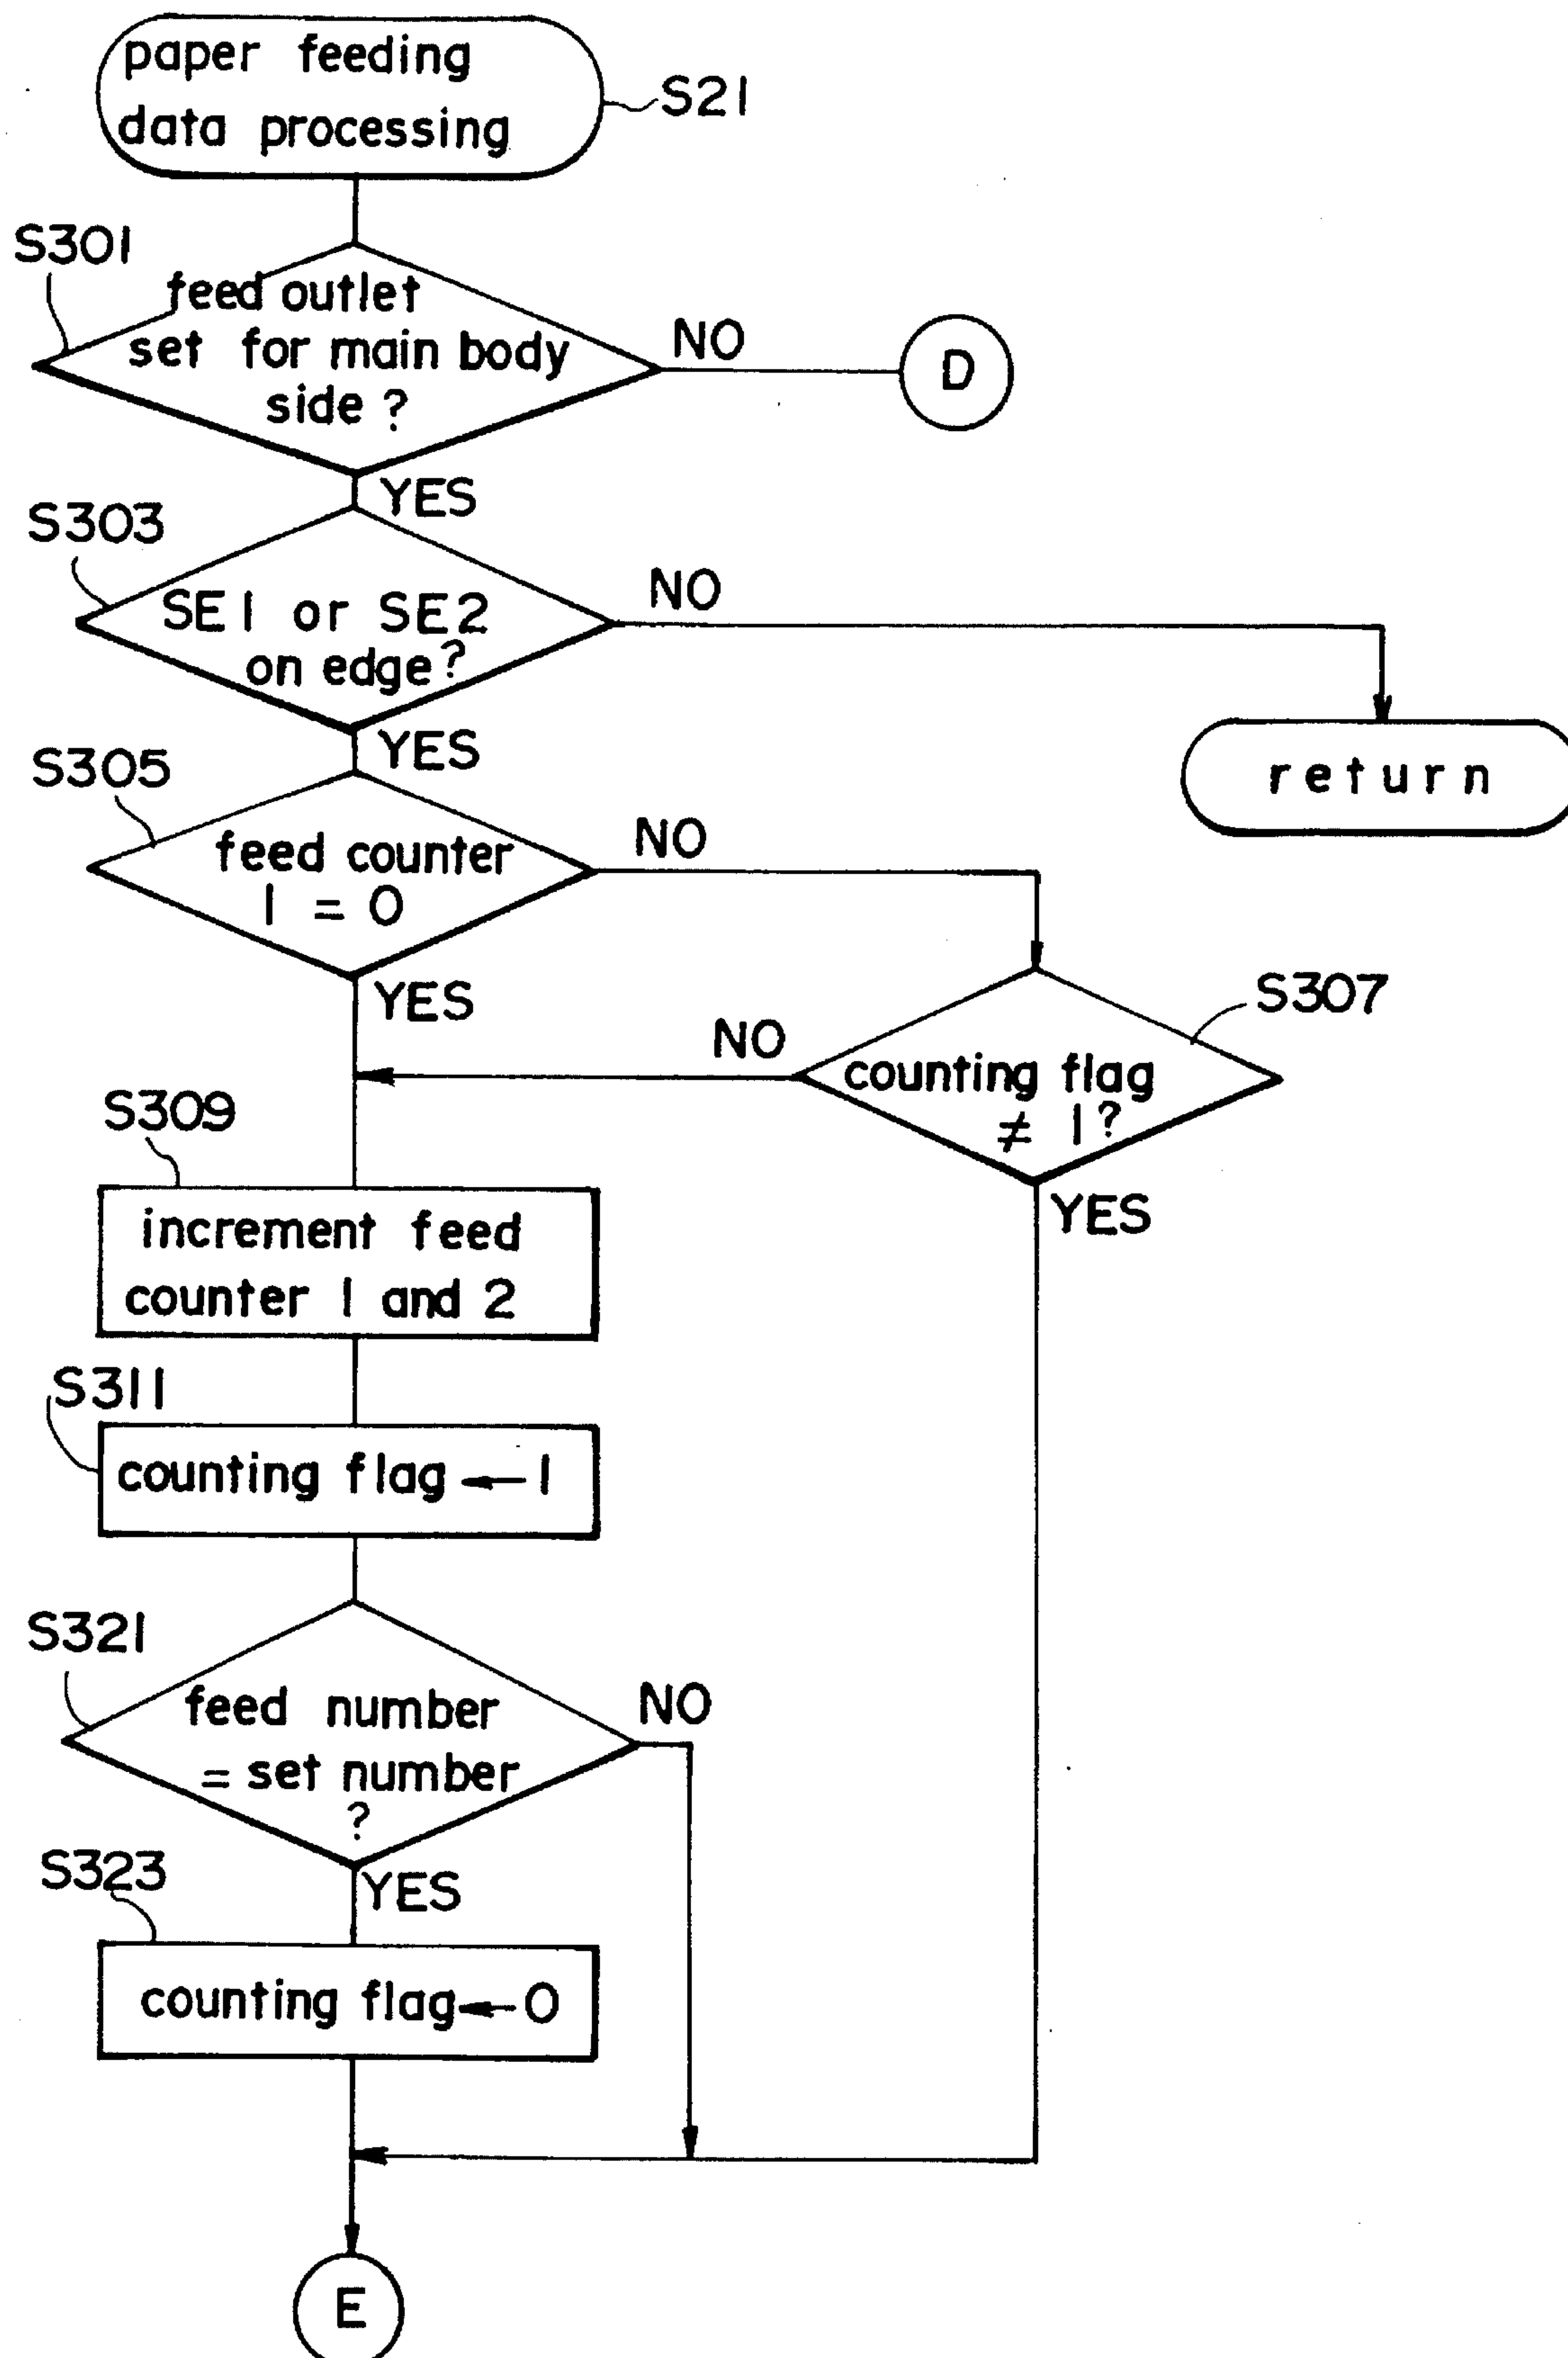 paper feeding
data processing
S21
S301
feed outlet
set for main body
side ?
NO
D
YES
S303
SE1 or SE2
on edge?
NO
YES
return
S305
feed counter
1 = 0
NO
YES
S307
counting flag
≠ 1?
NO
YES
S309
increment feed
counter 1 and 2
S311
counting flag ← 1
S321
feed number
= set number
?
NO
YES
S323
counting flag ← 0
E